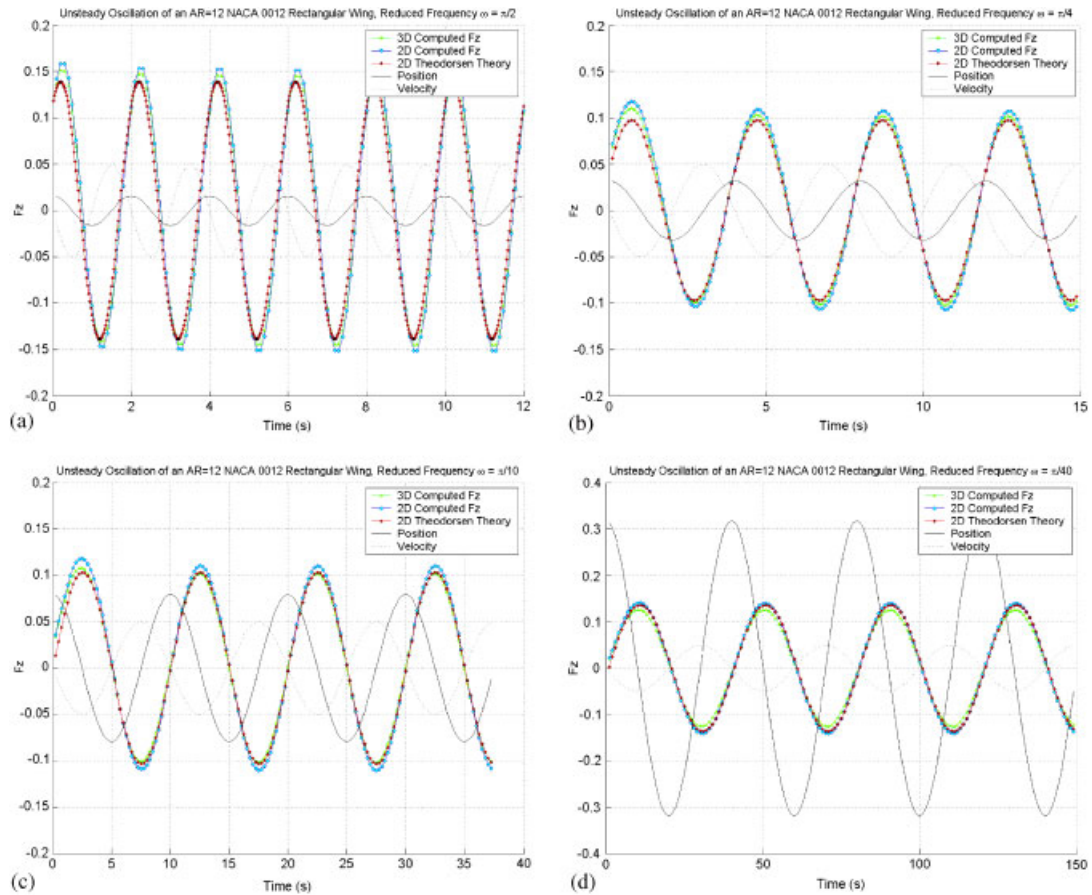 Unsteady Oscillation of an AR=12 NACA 0012 Rectangular Wing, Reduced Frequency ω = π/2
3D Computed Fz
2D Computed Fz
2D Theodorsen Theory
Position
Velocity
0.2
0.15
0.1
0.05
0
-0.05
-0.1
-0.15
-0.2
Fz
0 2 4 6 8 10 12
Time (s)
(a)
Unsteady Oscillation of an AR=12 NACA 0012 Rectangular Wing, Reduced Frequency ω = π/4
3D Computed Fz
2D Computed Fz
2D Theodorsen Theory
Position
Velocity
0.2
0.15
0.1
0.05
0
-0.05
-0.1
-0.15
-0.2
Fz
0 5 10 15
Time (s)
(b)
Unsteady Oscillation of an AR=12 NACA 0012 Rectangular Wing, Reduced Frequency ω = π/10
3D Computed Fz
2D Computed Fz
2D Theodorsen Theory
Position
Velocity
0.2
0.15
0.1
0.05
0
-0.05
-0.1
-0.15
-0.2
Fz
0 5 10 15 20 25 30 35 40
Time (s)
(c)
Unsteady Oscillation of an AR=12 NACA 0012 Rectangular Wing, Reduced Frequency ω = π/40
3D Computed Fz
2D Computed Fz
2D Theodorsen Theory
Position
Velocity
0.4
0.3
0.2
0.1
0
-0.1
-0.2
-0.3
-0.4
Fz
0 50 100 150
Time (s)
(d)